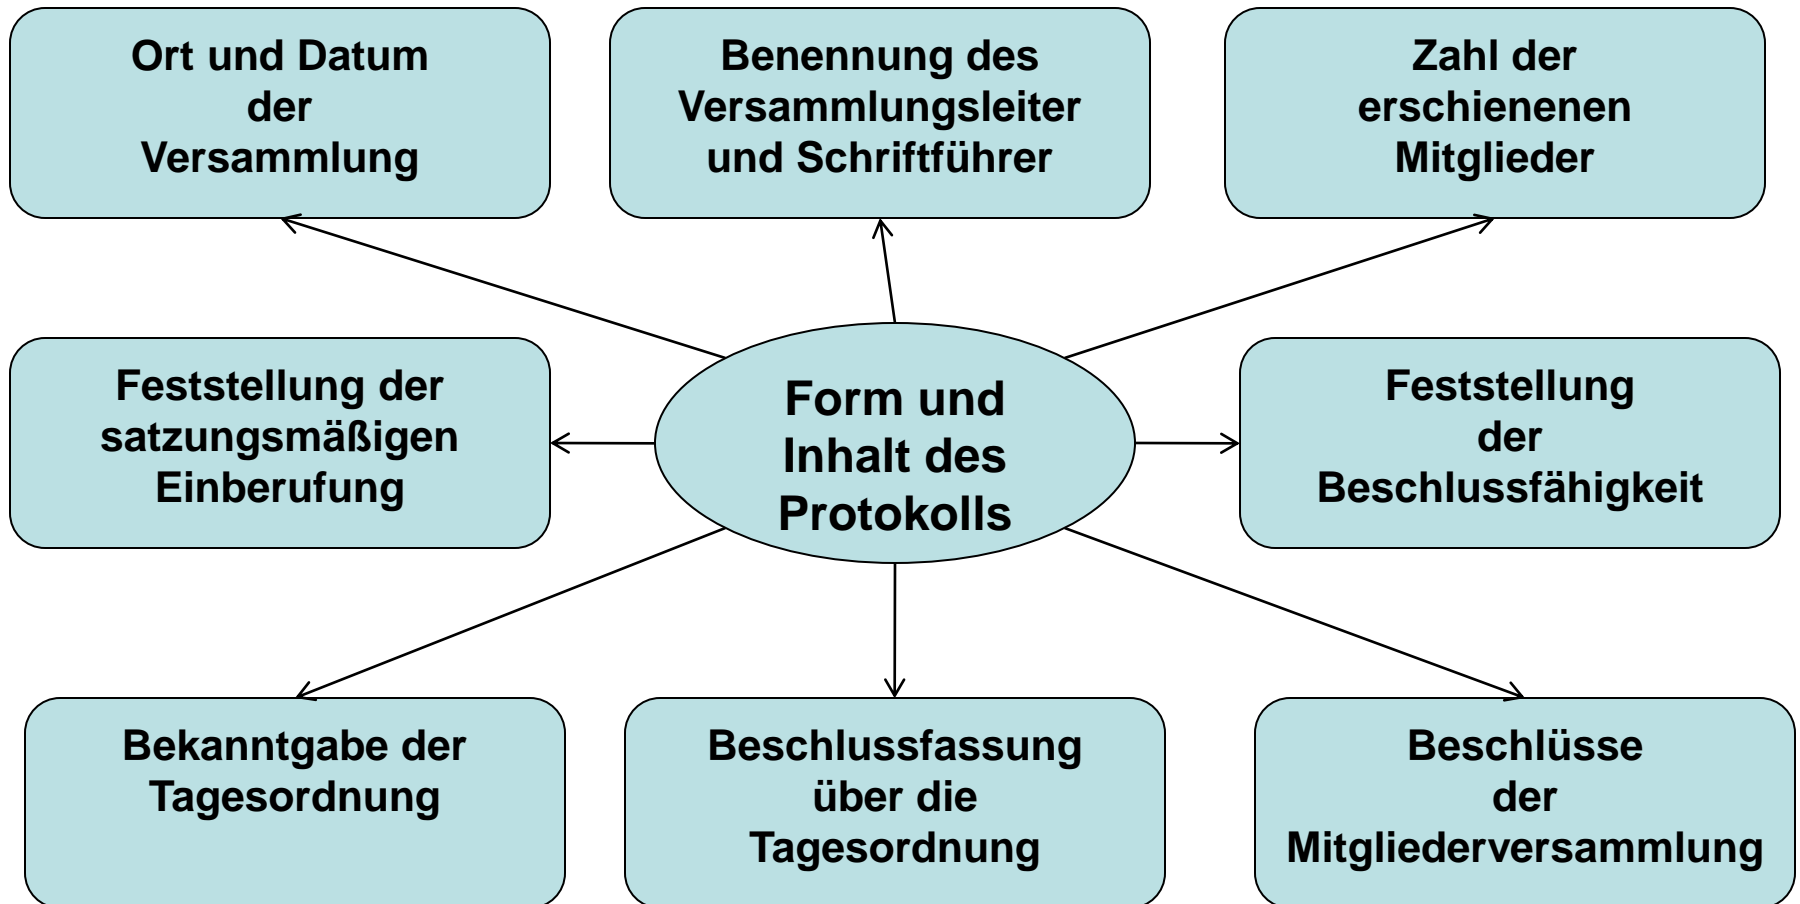 Ort und Datum
der
Versammlung
Benennung des
Versammlungsleiter
und Schriftführer
Zahl der
erschienenen
Mitglieder
Feststellung der
satzungsmäßigen
Einberufung
Form und
Inhalt des
Protokolls
Feststellung
der
Beschlussfähigkeit
Bekanntgabe der
Tagesordnung
Beschlussfassung
über die
Tagesordnung
Beschlüsse
der
Mitgliederversammlung